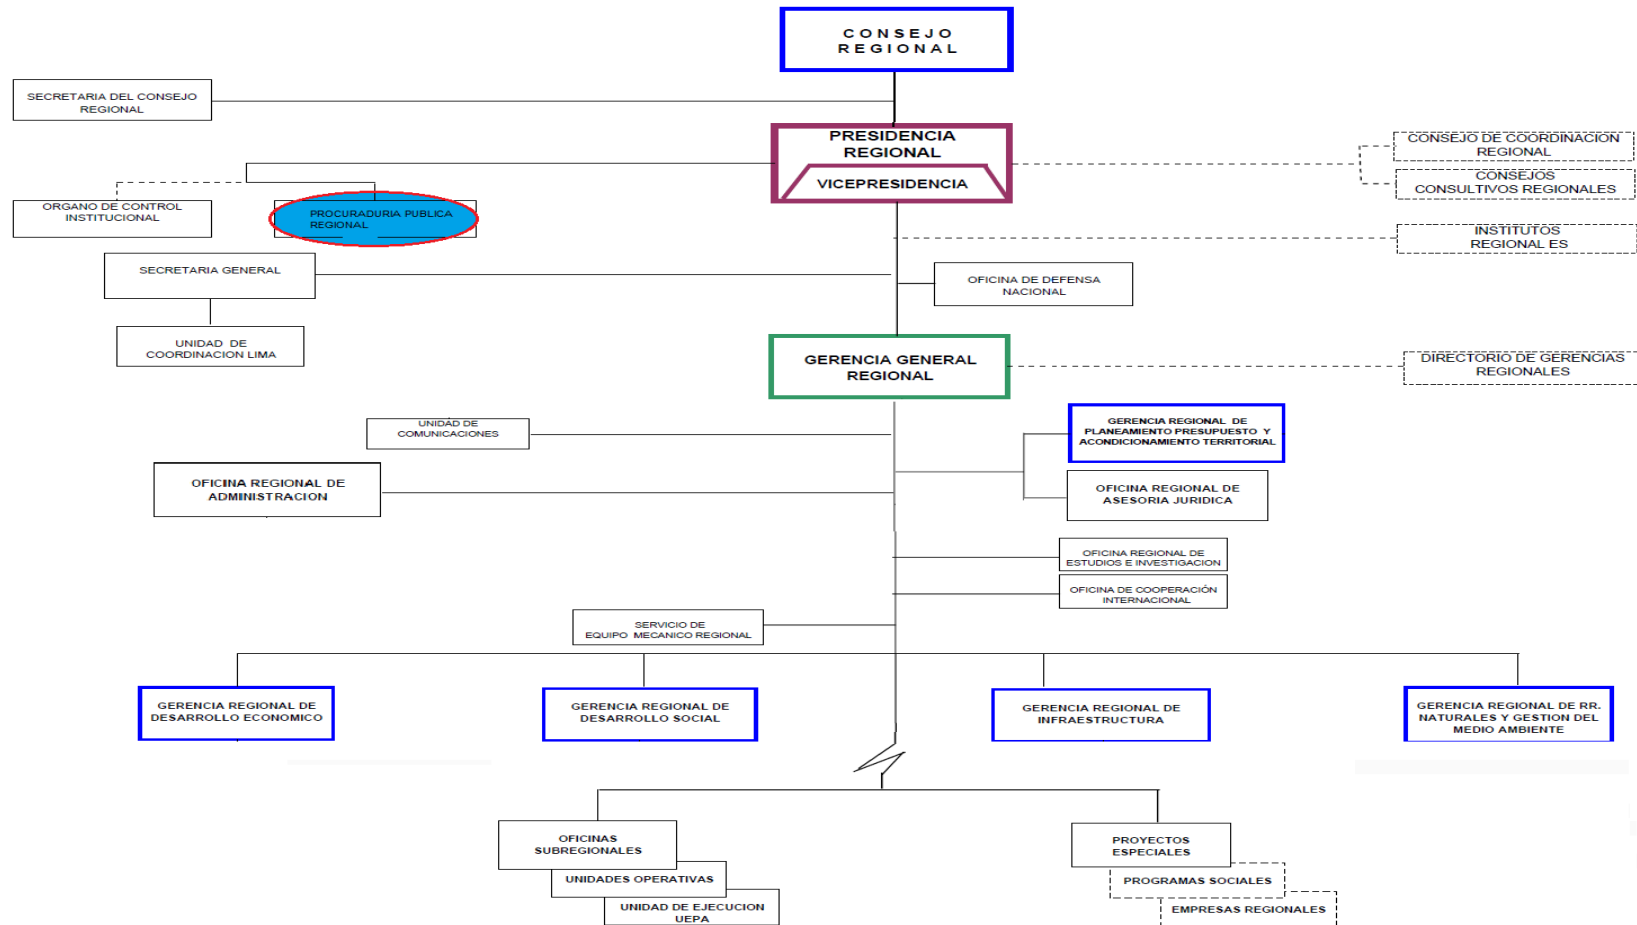 C O N S E J O
R E G I O N A L
SECRETARIA DEL CONSEJO
REGIONAL
PRESIDENCIA
REGIONAL
VICEPRESIDENCIA
CONSEJO DE COORDINACION
REGIONAL
CONSEJOS
CONSULTIVOS REGIONALES
ORGANO DE CONTROL
INSTITUCIONAL
PROCURADURIA PUBLICA
REGIONAL
INSTITUTOS
REGIONAL ES
SECRETARIA GENERAL
OFICINA DE DEFENSA
NACIONAL
UNIDAD DE
COORDINACION LIMA
GERENCIA GENERAL
REGIONAL
DIRECTORIO DE GERENCIAS
REGIONALES
UNIDAD DE
COMUNICACIONES
GERENCIA REGIONAL DE
PLANEAMIENTO PRESUPUESTO Y
ACONDICIONAMIENTO TERRITORIAL
OFICINA REGIONAL DE
ADMINISTRACION
OFICINA REGIONAL DE
ASESORIA JURIDICA
OFICINA REGIONAL DE
ESTUDIOS E INVESTIGACION
OFICINA DE COOPERACIÓN
INTERNACIONAL
SERVICIO DE
EQUIPO MECANICO REGIONAL
GERENCIA REGIONAL DE
DESARROLLO ECONOMICO
GERENCIA REGIONAL DE
DESARROLLO SOCIAL
GERENCIA REGIONAL DE
INFRAESTRUCTURA
GERENCIA REGIONAL DE RR.
NATURALES Y GESTION DEL
MEDIO AMBIENTE
OFICINAS
SUBREGIONALES
UNIDADES OPERATIVAS
UNIDAD DE EJECUCION
UEPA
PROYECTOS
ESPECIALES
PROGRAMAS SOCIALES
EMPRESAS REGIONALES